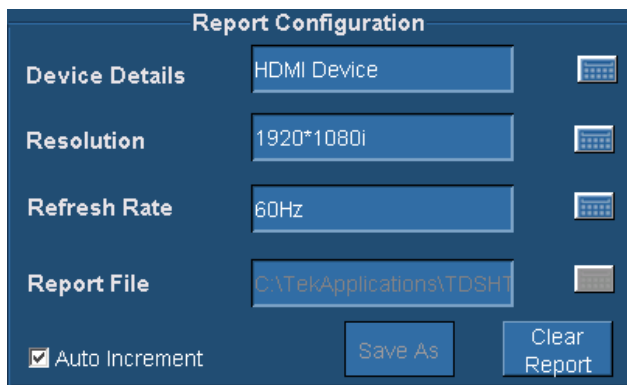 Report Configuration
Device Details
HDMI Device
Resolution
1920*1080i
Refresh Rate
60Hz
Report File
C:\TekApplications\TDSHT
Auto Increment
Save As
Clear
Report